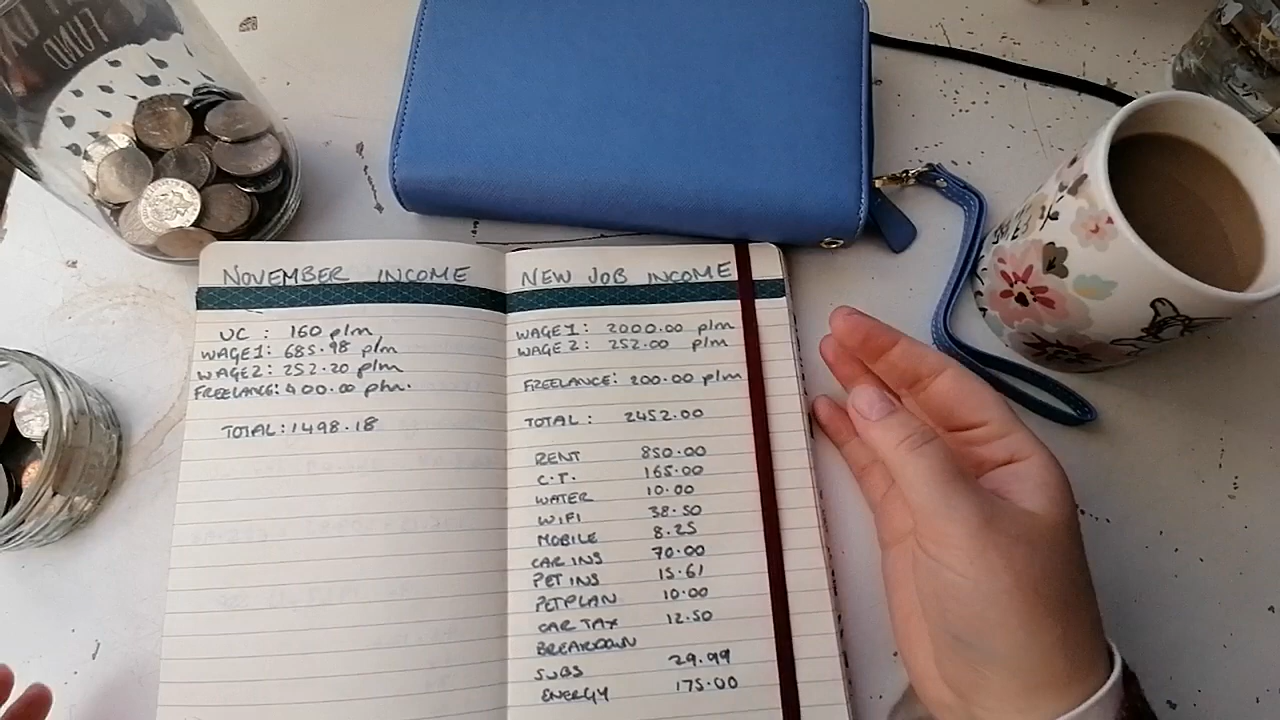 NOVEMBER INCOME
UC : 160 p/m
WAGE1: 685.98 p/m
WAGE2: 252.20 p/m
FREELANCE: 400.00 p/m.
TOTAL: 1498.18
NEW JOB INCOME
WAGE1: 2000.00 p/m
WAGE2: 252.00 p/m
FREELANCE: 200.00 p/m
TOTAL: 2452.00
RENT 850.00
C.T. 165.00
WATER 10.00
WIFI 38.50
MOBILE 8.25
CAR INS 70.00
PET INS 15.61
PETPLAN 10.00
CAR TAX 12.50
BREAKDOWN
SUBS 29.99
ENERGY 175.00
FUND